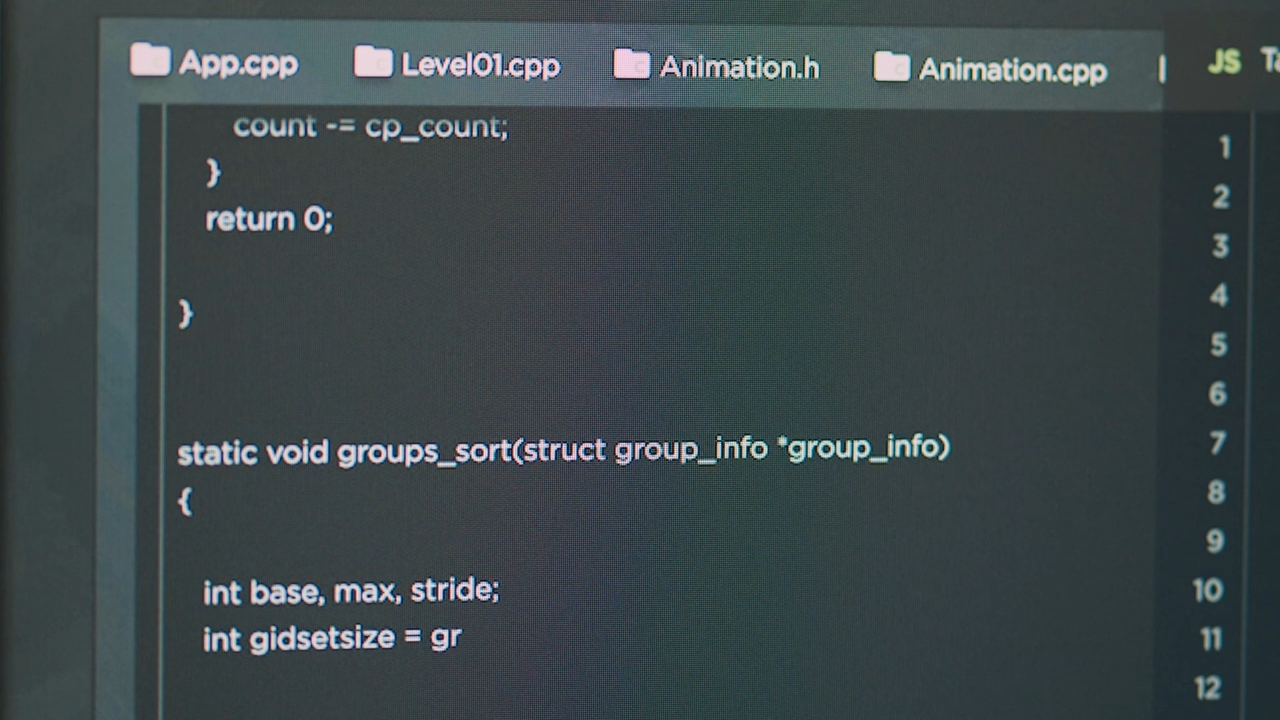 App.cpp Level01.cpp Animation.h Animation.cpp JS
count -= cp_count;
}
return 0;
}
static void groups_sort(struct group_info *group_info)
{
int base, max, stride;
int gidsetsize = gr
1
2
3
4
5
6
7
8
9
10
11
12